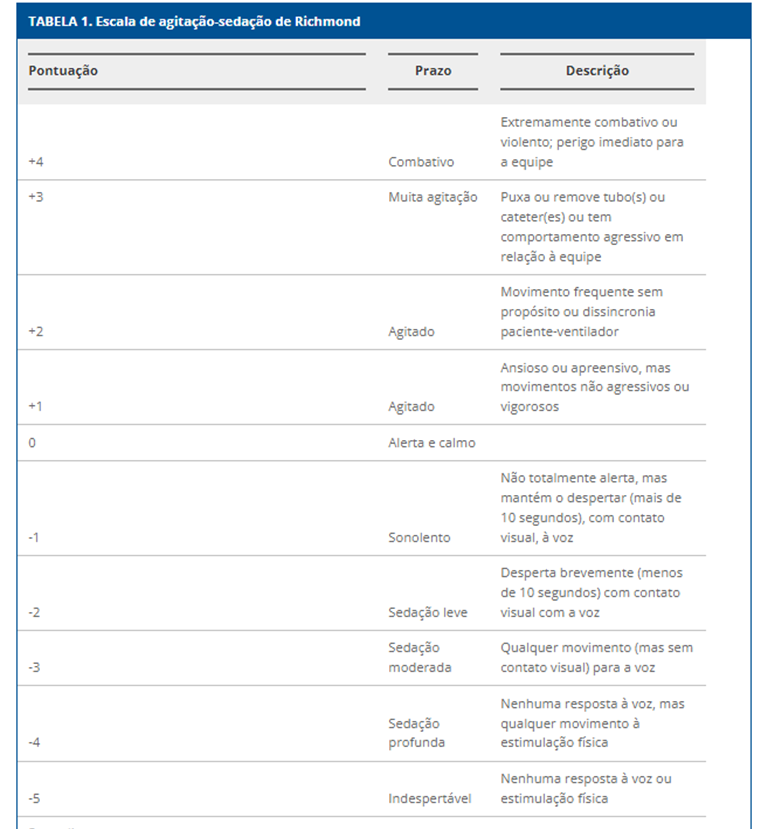 TABELA 1. Escala de agitação-sedação de Richmond
Pontuação Prazo Descrição
Extremamente combativo ou
violento; perigo imediato para
+4 Combativo a equipe
+3 Muita agitação Puxa ou remove tubo(s) ou
cateter(es) ou tem
comportamento agressivo em
relação à equipe
Movimento frequente sem
propósito ou dissincronia
+2 Agitado paciente-ventilador
Ansioso ou apreensivo, mas
movimentos não agressivos ou
+1 Agitado vigorosos
0 Alerta e calmo
Não totalmente alerta, mas
mantém o despertar (mais de
10 segundos), com contato
-1 Sonolento visual, à voz
Desperta brevemente (menos
de 10 segundos) com contato
-2 Sedação leve visual com a voz
Sedação Qualquer movimento (mas sem
-3 moderada contato visual) para a voz
Nenhuma resposta à voz, mas
Sedação qualquer movimento à
-4 profunda estimulação física
Nenhuma resposta à voz ou
-5 Indespertável estimulação física